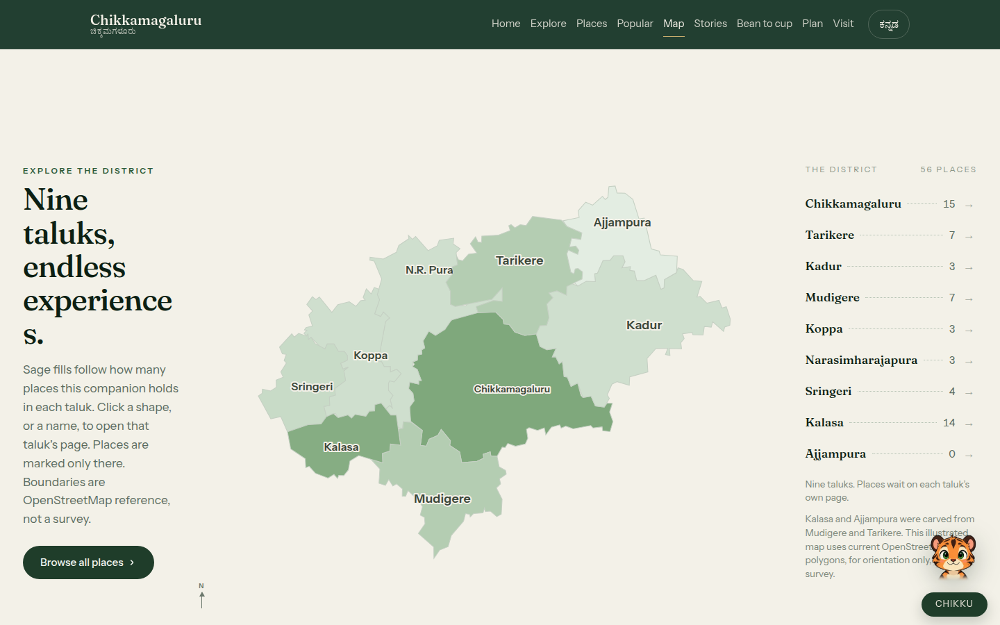 Chikkamagaluru
ಚಿಕ್ಕಮಗಳೂರು
Home Explore Places Popular Map Stories Bean to cup Plan Visit ಕನ್ನಡ
EXPLORE THE DISTRICT
Nine
taluks,
endless
experience
s.
Sage fills follow how many
places this companion holds
in each taluk. Click a shape,
or a name, to open that
taluk's page. Places are
marked only there.
Boundaries are
OpenStreetMap reference,
not a survey.
Browse all places ›
N
Ajjampura
Tarikere
N.R. Pura
Kadur
Koppa
Sringeri
Chikkamagaluru
Kalasa
Mudigere
THE DISTRICT 56 PLACES
Chikkamagaluru 15 →
Tarikere 7 →
Kadur 3 →
Mudigere 7 →
Koppa 3 →
Narasimharajapura 3 →
Sringeri 4 →
Kalasa 14 →
Ajjampura 0 →
Nine taluks. Places wait on each taluk's
own page.
Kalasa and Ajjampura were carved from
Mudigere and Tarikere. This illustrated
map uses current OpenStreet
polygons, for orientation only,
survey.
CHIKKU